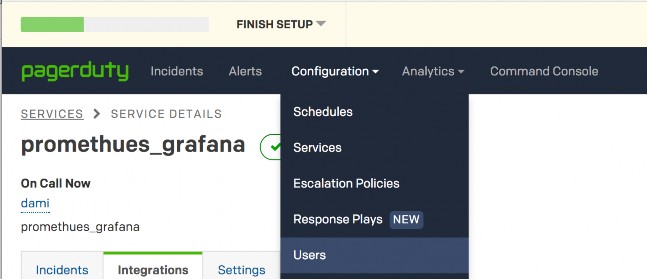 FINISH SETUP
pagerduty Incidents Alerts Configuration Analytics Command Console
Schedules
SERVICES > SERVICE DETAILS
promethues_grafana
Services
Escalation Policies
On Call Now
dami
Response Plays NEW
promethues_grafana
Users
Incidents Integrations Settings